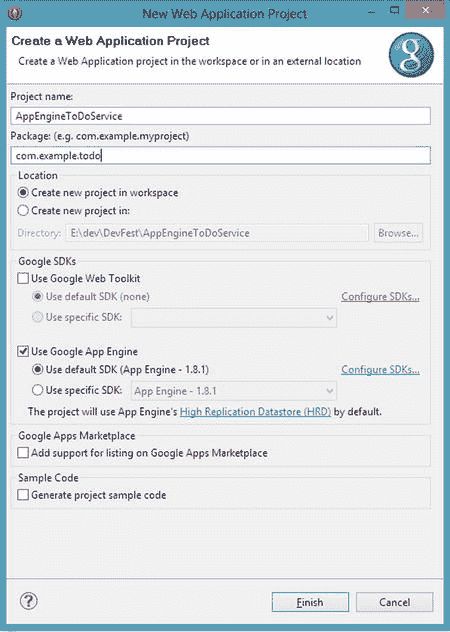 New Web Application Project
Create a Web Application Project
Create a Web Application project in the workspace or in an external location
Project name:
AppEngineToDoService
Package: (e.g. com.example.myproject)
com.example.todo
Location
Create new project in workspace
Create new project in:
Directory: E:\dev\DevFest\AppEngineToDoService Browse...
Google SDKs
Use Google Web Toolkit
Use default SDK (none) Configure SDKs...
Use specific SDK:
Use Google App Engine
Use default SDK (App Engine - 1.8.1) Configure SDKs...
Use specific SDK: App Engine - 1.8.1
The project will use App Engine's High Replication Datastore (HRD) by default.
Google Apps Marketplace
Add support for listing on Google Apps Marketplace
Sample Code
Generate project sample code
Finish Cancel